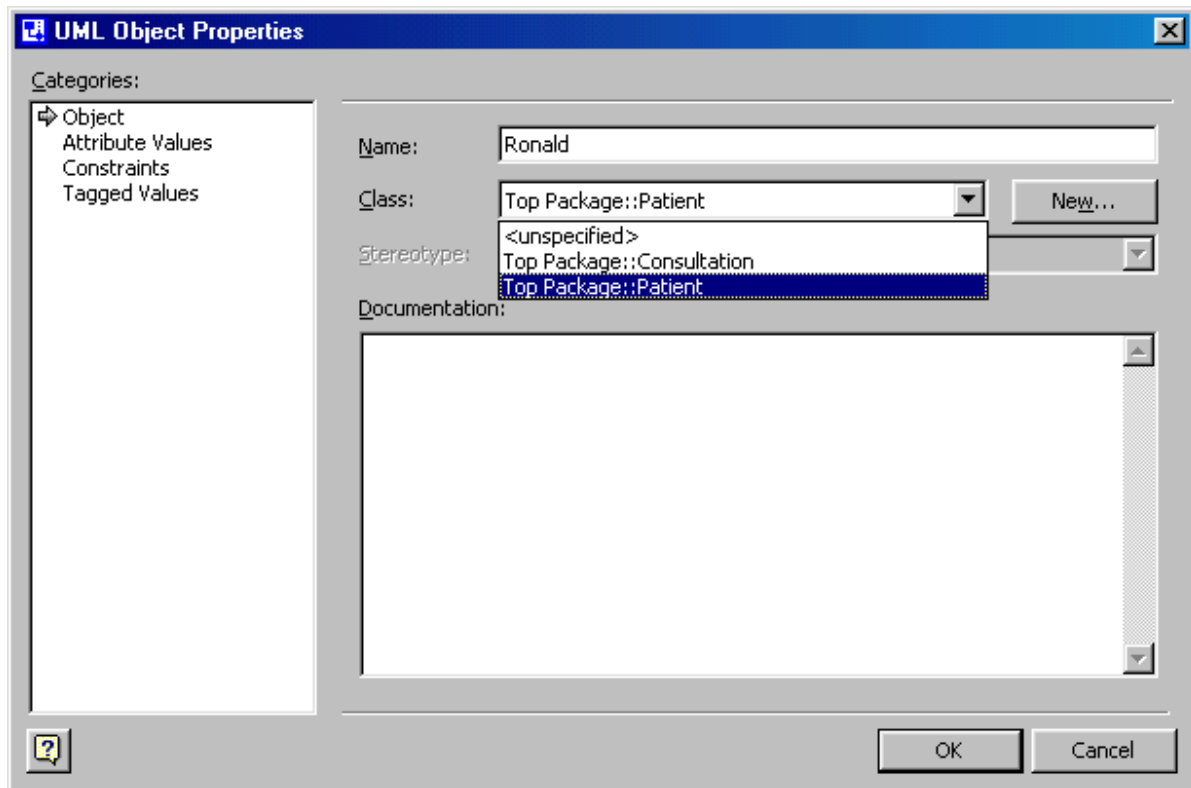 UML Object Properties
Categories:
Object
Attribute Values
Constraints
Tagged Values
Name:
Ronald
Class:
Top Package::Patient
New...
<unspecified>
Stereotype:
Top Package::Consultation
Top Package::Patient
Documentation:
OK
Cancel